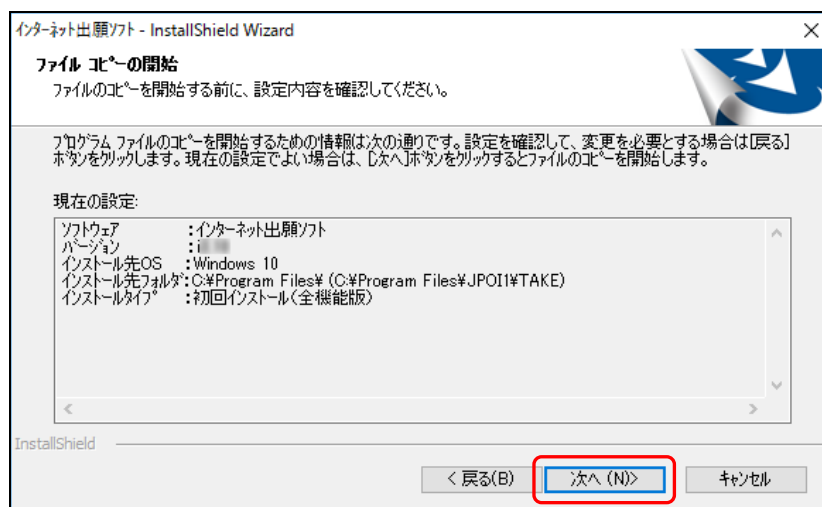 インターネット出願ソフト - InstallShield Wizard
ファイル コピーの開始
ファイルのコピーを開始する前に、設定内容を確認してください。
プログラム ファイルのコピーを開始するための情報は次の通りです。設定を確認して、変更を必要とする場合は[戻る]
ボタンをクリックします。現在の設定でよい場合は、[次へ]ボタンをクリックするとファイルのコピーを開始します。
現在の設定:
ソフトウェア :インターネット出願ソフト
バージョン :i
インストール先OS :Windows 10
インストール先フォルダ:C:¥Program Files¥ (C:¥Program Files¥JPOI1¥TAKE)
インストールタイプ :初回インストール(全機能版)
InstallShield
< 戻る(B)
次へ (N)>
キャンセル